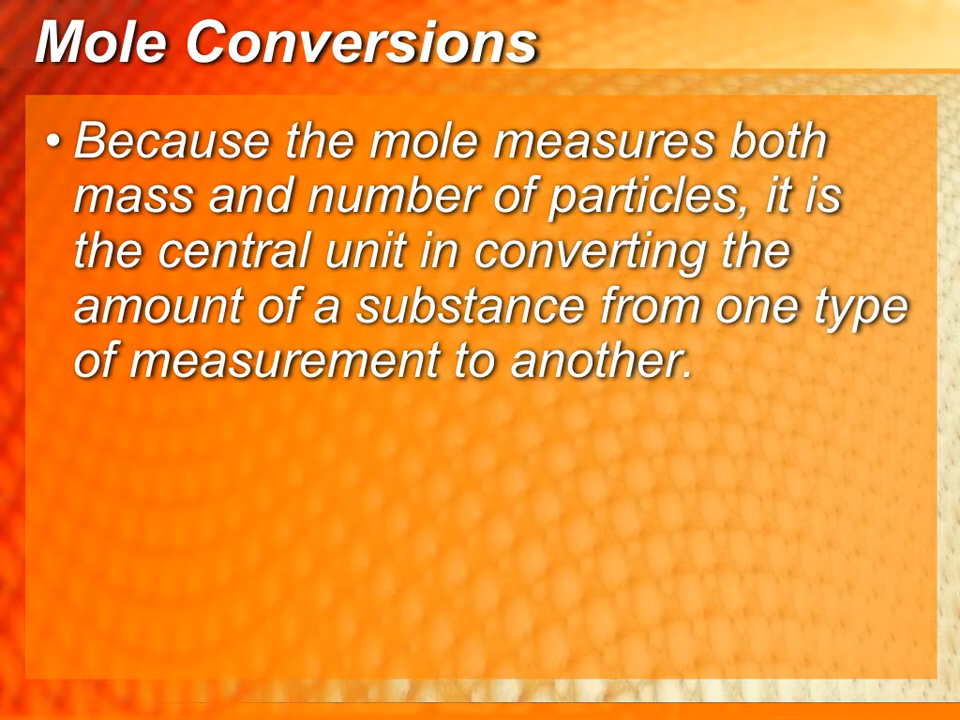 Mole Conversions
• Because the mole measures both
mass and number of particles, it is
the central unit in converting the
amount of a substance from one type
of measurement to another.